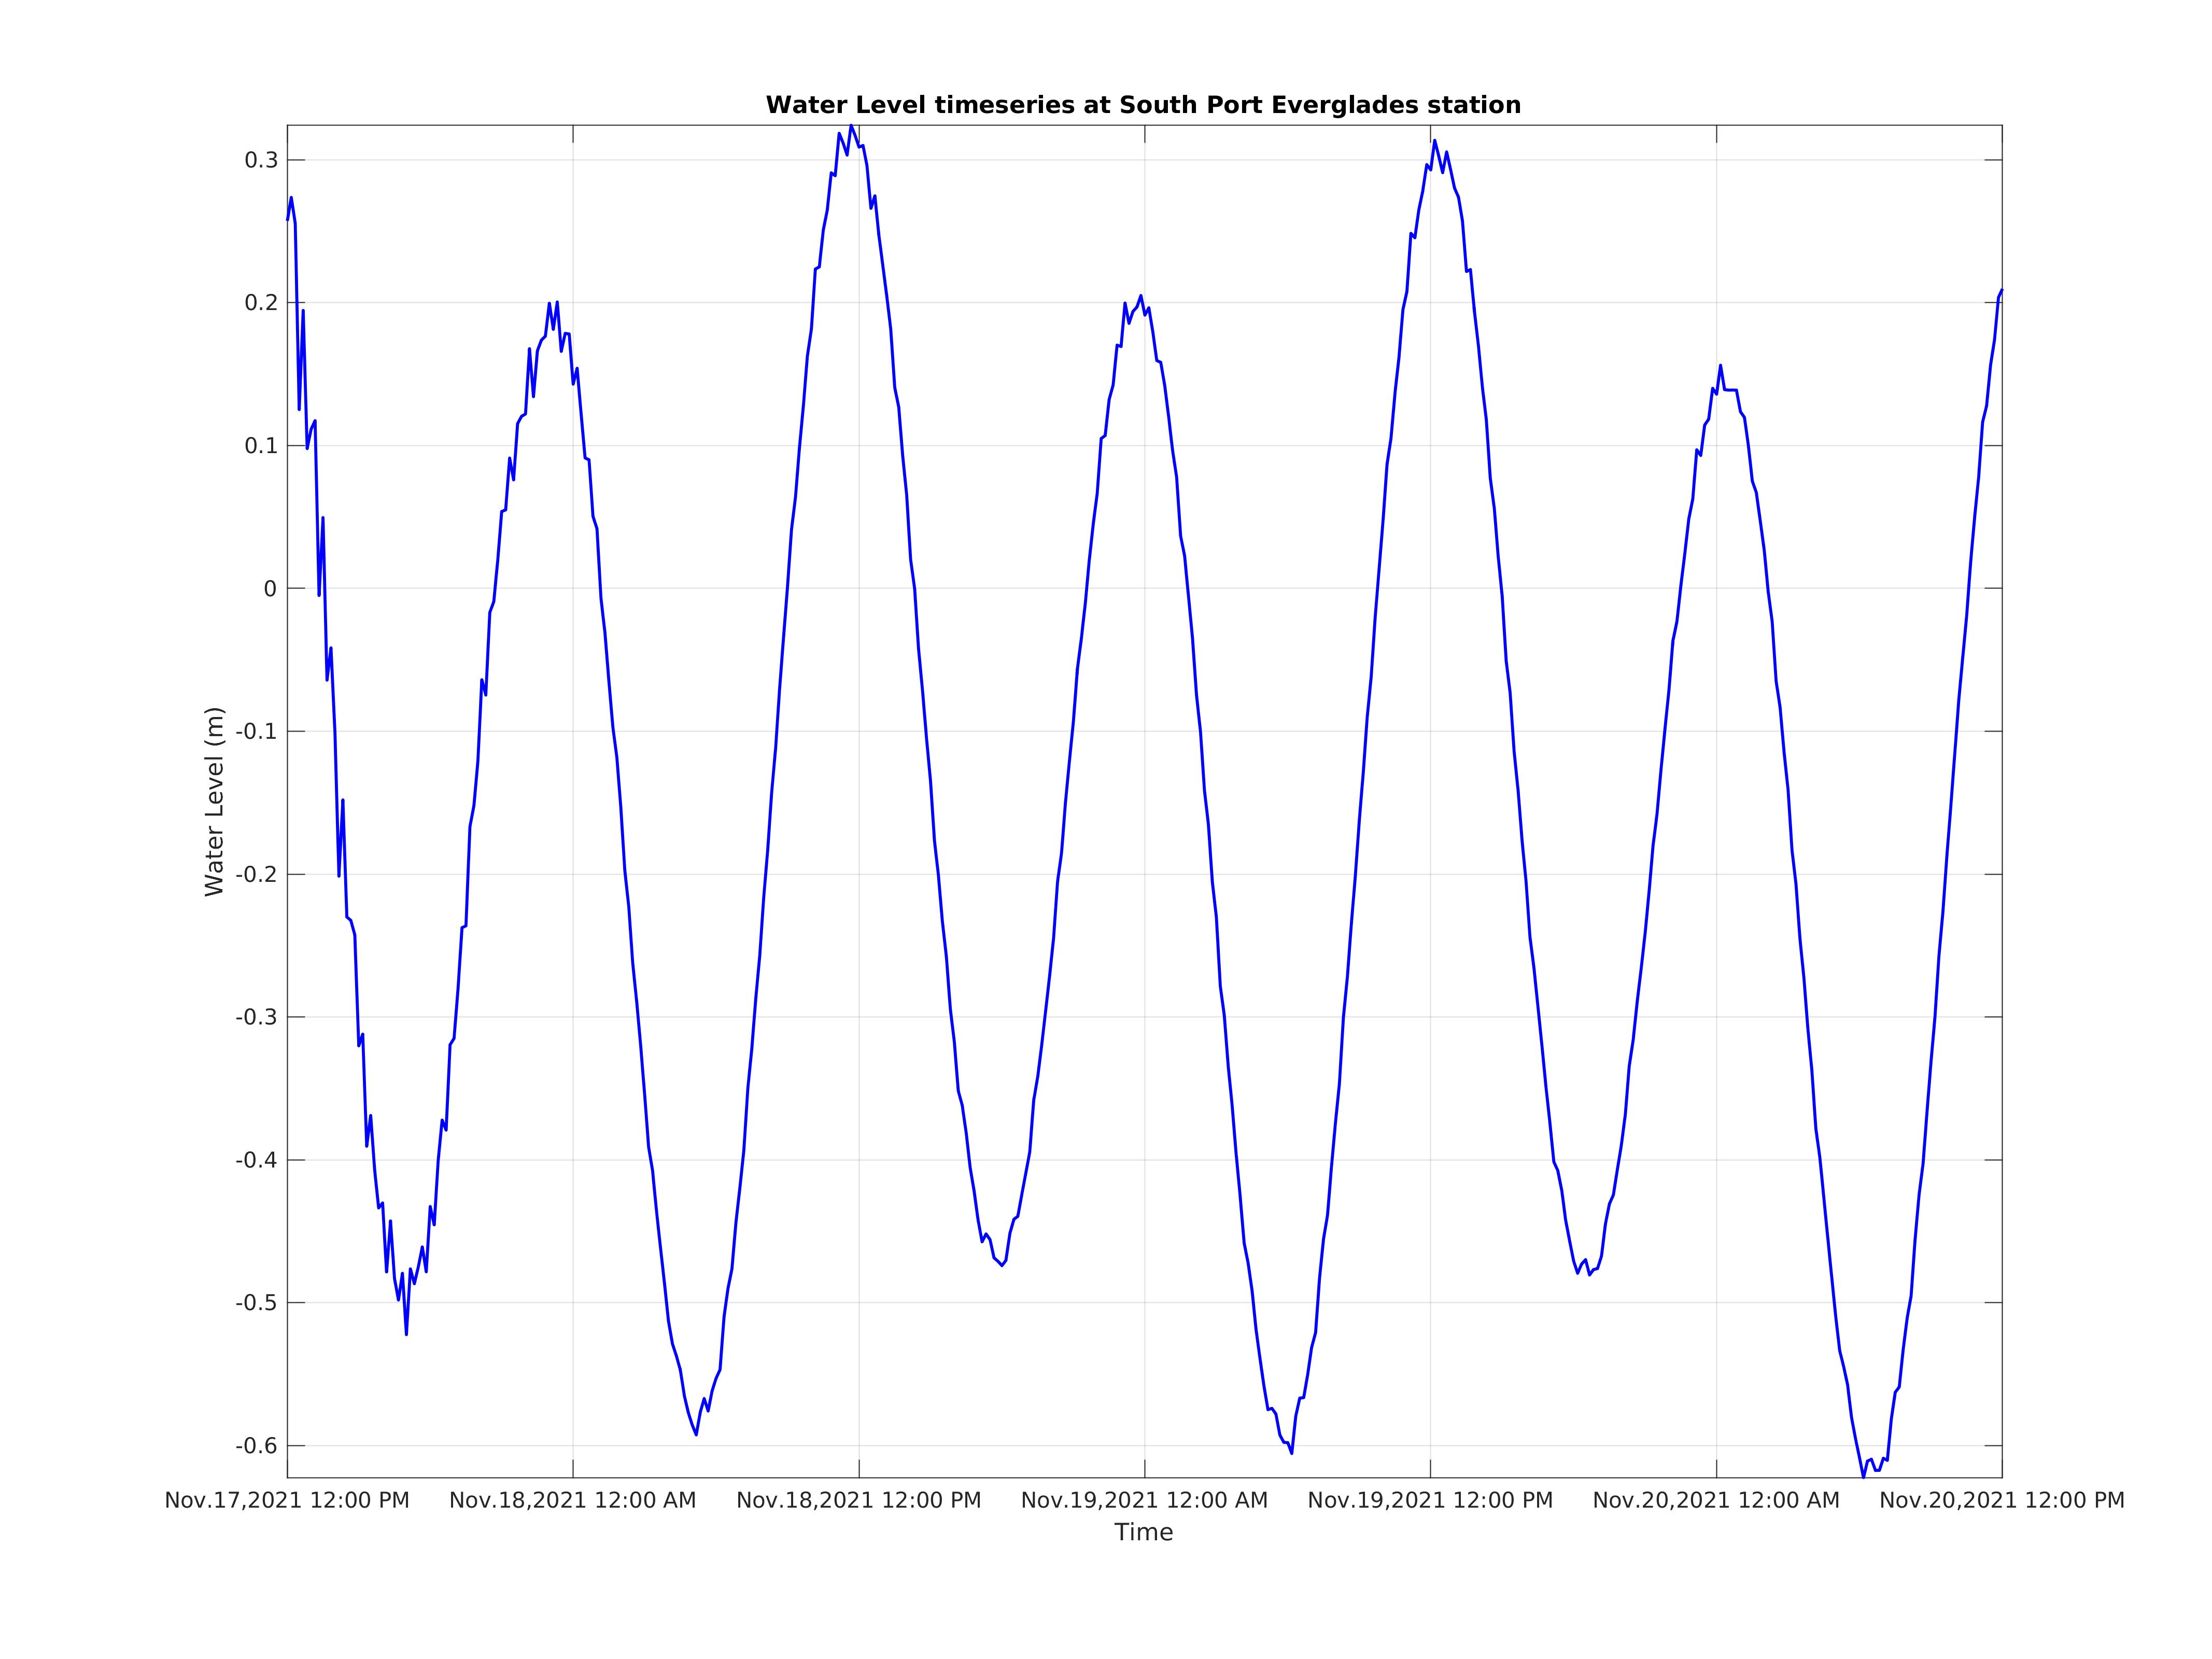 Water Level timeseries at South Port Everglades station
0.3
0.2
0.1
0
-0.1
-0.2
-0.3
-0.4
-0.5
-0.6
Water Level (m)
Nov.17,2021 12:00 PM
Nov.18,2021 12:00 AM
Nov.18,2021 12:00 PM
Nov.19,2021 12:00 AM
Nov.19,2021 12:00 PM
Nov.20,2021 12:00 AM
Nov.20,2021 12:00 PM
Time